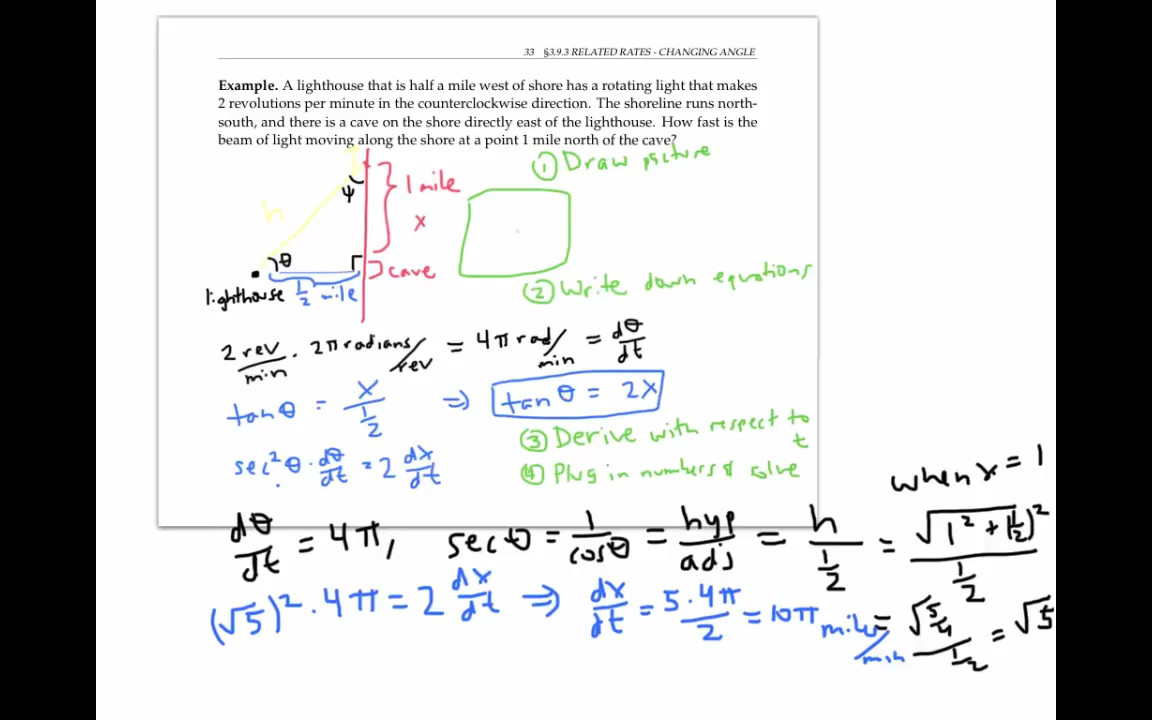 33 §3.9.3 RELATED RATES - CHANGING ANGLE
Example. A lighthouse that is half a mile west of shore has a rotating light that makes
2 revolutions per minute in the counterclockwise direction. The shoreline runs north-
south, and there is a cave on the shore directly east of the lighthouse. How fast is the
beam of light moving along the shore at a point 1 mile north of the cave?
① Draw picture
ψ
1 mile
h
x
θ
cave
lighthouse 1/2 mile
② Write down equations
2 rev/min · 2π radians/rev = 4π rad/min = dθ/dt
tan θ = x/(1/2) ⇒ tan θ = 2x
③ Derive with respect to
t
sec² θ · dθ/dt = 2 dx/dt
④ Plug in numbers & solve
when x = 1
dθ/dt = 4π, sec θ = 1/cos θ = hyp/adj = h/(1/2) = √(1² + (1/2)²)/(1/2)
(√5)² · 4π = 2 dx/dt ⇒ dx/dt = 5·4π/2 = 10π miles/min
= √(5/4)/(1/2) = √5